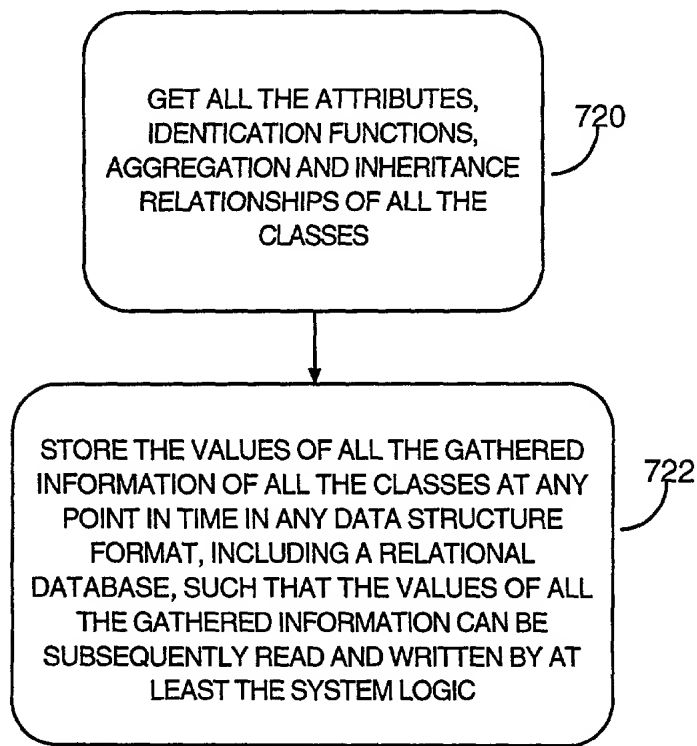 GET ALL THE ATTRIBUTES,
IDENTICATION FUNCTIONS,
AGGREGATION AND INHERITANCE
RELATIONSHIPS OF ALL THE
CLASSES
720
STORE THE VALUES OF ALL THE GATHERED
INFORMATION OF ALL THE CLASSES AT ANY
POINT IN TIME IN ANY DATA STRUCTURE
FORMAT, INCLUDING A RELATIONAL
DATABASE, SUCH THAT THE VALUES OF ALL
THE GATHERED INFORMATION CAN BE
SUBSEQUENTLY READ AND WRITTEN BY AT
LEAST THE SYSTEM LOGIC
722